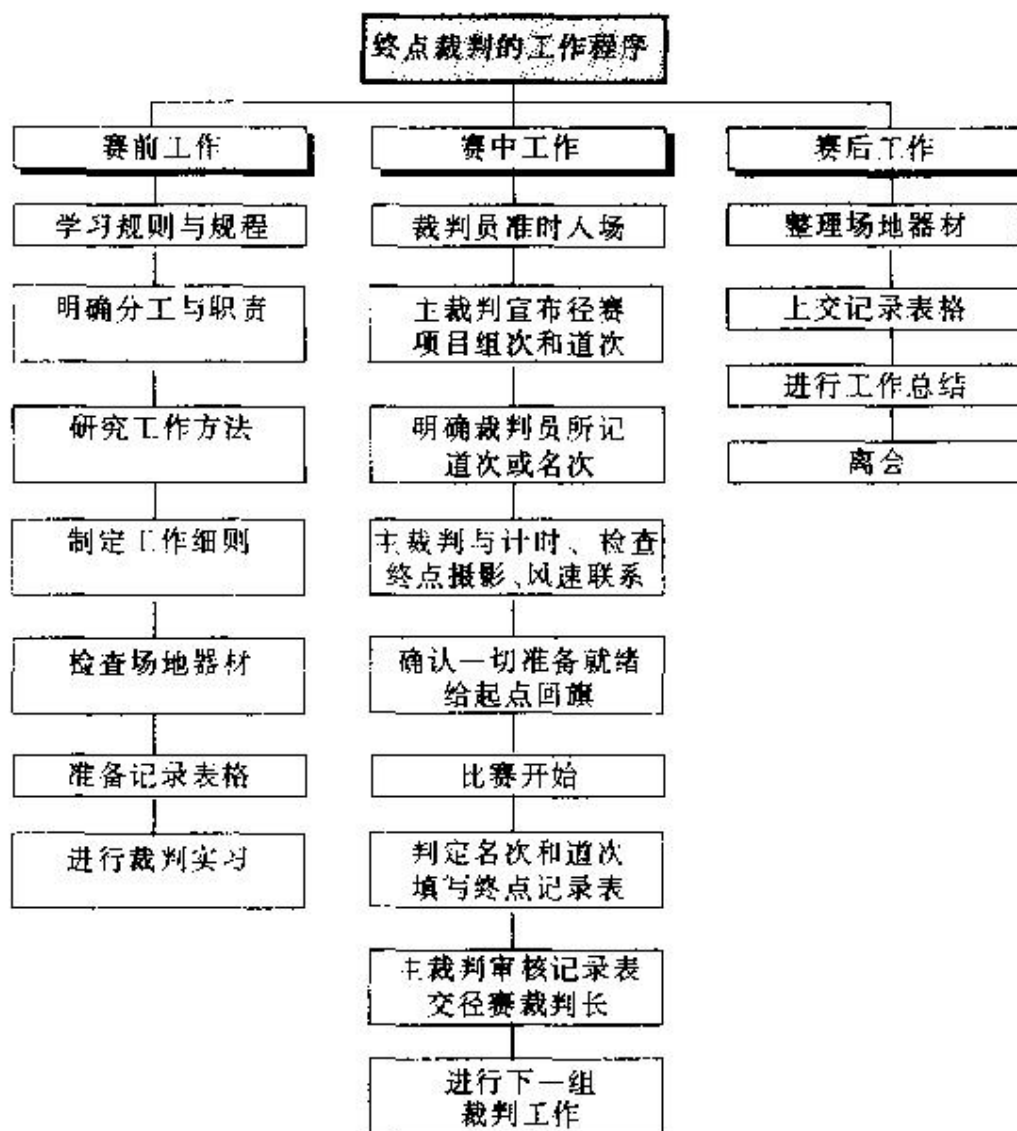 终点裁判的工作程序
赛前工作
学习规则与规程
明确分工与职责
研究工作方法
制定工作细则
检查场地器材
准备记录表格
进行裁判实习
赛中工作
裁判员准时人场
主裁判宣布径赛
项目组次和道次
明确裁判员所记
道次或名次
主裁判与计时、检查
终点摄影、风速联系
确认一切准备就绪
给起点回旗
比赛开始
判定名次和道次
填写终点记录表
主裁判审核记录表
交径赛裁判长
进行下一组
裁判工作
赛后工作
整理场地器材
上交记录表格
进行工作总结
离会